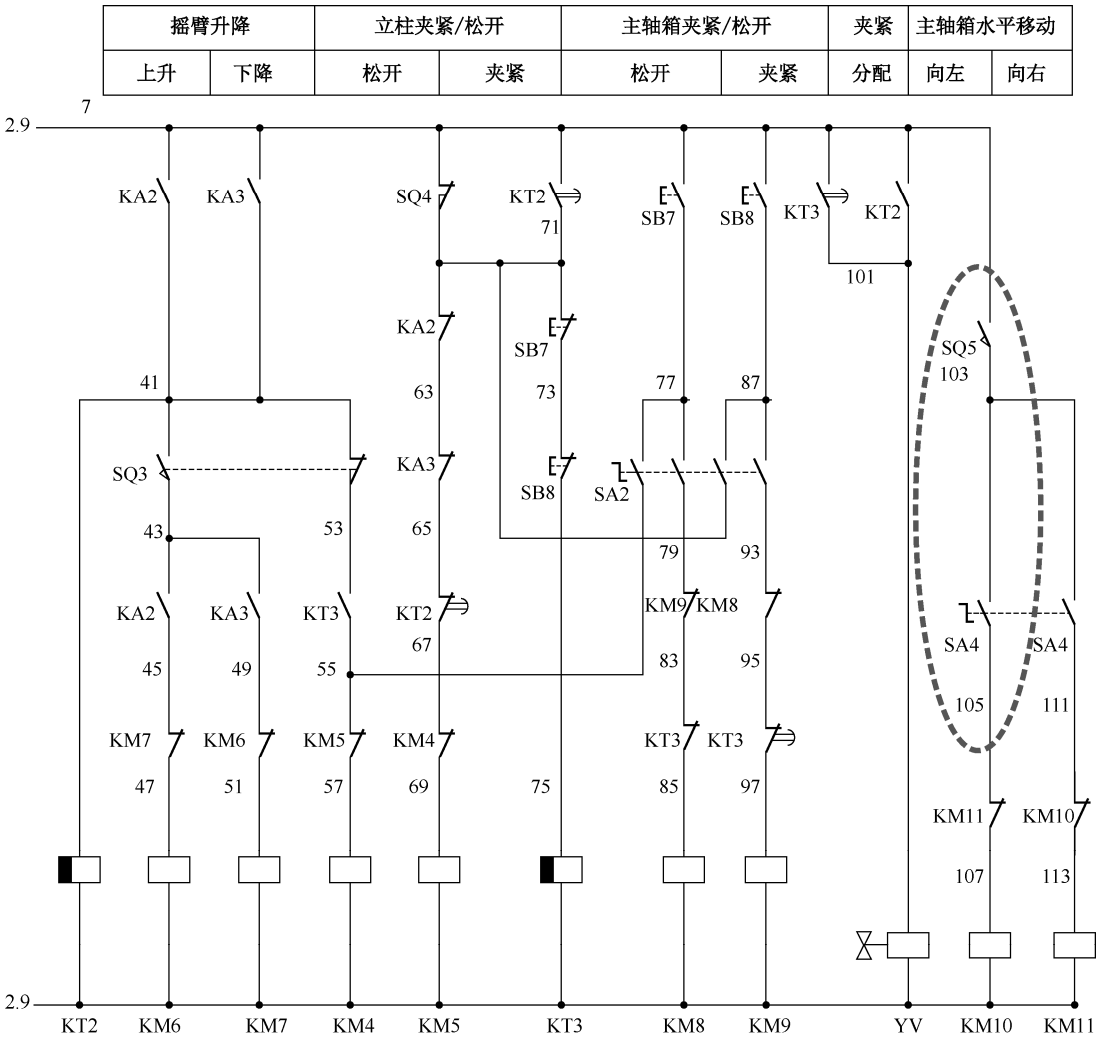 摇臂升降 立柱夹紧/松开 主轴箱夹紧/松开 夹紧 主轴箱水平移动
上升 下降 松开 夹紧 松开 夹紧 分配 向左 向右
7
2.9
KA2 KA3 SQ4 KT2 SB7 SB8 KT3 KT2
71
101
KA2 SB7 SQ5
103
41 63 73 77 87
SQ3 KA3 SB8 SA2
43 53 65 79 93
KA2 KA3 KT3 KT2 KM9 KM8 SA4 SA4
67
45 49 55 83 95
105 111
KM7 KM6 KM5 KM4 KT3 KT3
47 51 57 69 75 85 97
KM11 KM10
107 113
2.9
KT2 KM6 KM7 KM4 KM5 KT3 KM8 KM9 YV KM10 KM11